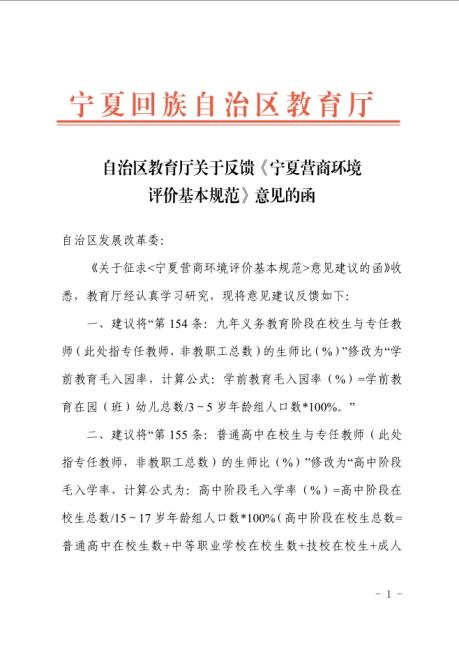 宁夏回族自治区教育厅
自治区教育厅关于反馈《宁夏营商环境
评价基本规范》意见的函
自治区发展改革委：
《关于征求<宁夏营商环境评价基本规范>意见建议的函》收
悉，教育厅经认真学习研究，现将意见建议反馈如下：
一、建议将“第 154 条：九年义务教育阶段在校生与专任教
师（此处指专任教师，非教职工总数）的生师比（%）”修改为“学
前教育毛入园率，计算公式：学前教育毛入园率（%）=学前教
育在园（班）幼儿总数/3～5 岁年龄组人口数*100%。”
二、建议将“第 155 条：普通高中在校生与专任教师（此处
指专任教师，非教职工总数）的生师比（%）”修改为“高中阶段
毛入学率，计算公式为：高中阶段毛入学率（%）=高中阶段在
校生总数/15～17 岁年龄组人口数*100%（高中阶段在校生总数=
普通高中在校生数+中等职业学校在校生数+技校在校生+成人
- 1 -